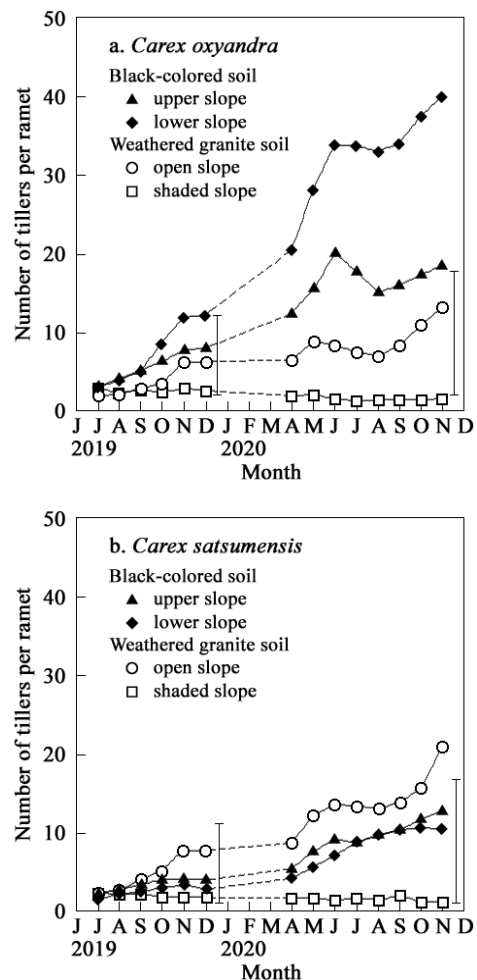 50
a. Carex oxyandra
Black-colored soil
▲ upper slope
◆ lower slope
Weathered granite soil
○ open slope
□ shaded slope
40
30
20
10
0
Number of tillers per ramet
J J A S O N D J F M A M J J A S O N D
2019 2020
Month
50
b. Carex satsumensis
Black-colored soil
▲ upper slope
◆ lower slope
Weathered granite soil
○ open slope
□ shaded slope
40
30
20
10
0
Number of tillers per ramet
J J A S O N D J F M A M J J A S O N D
2019 2020
Month